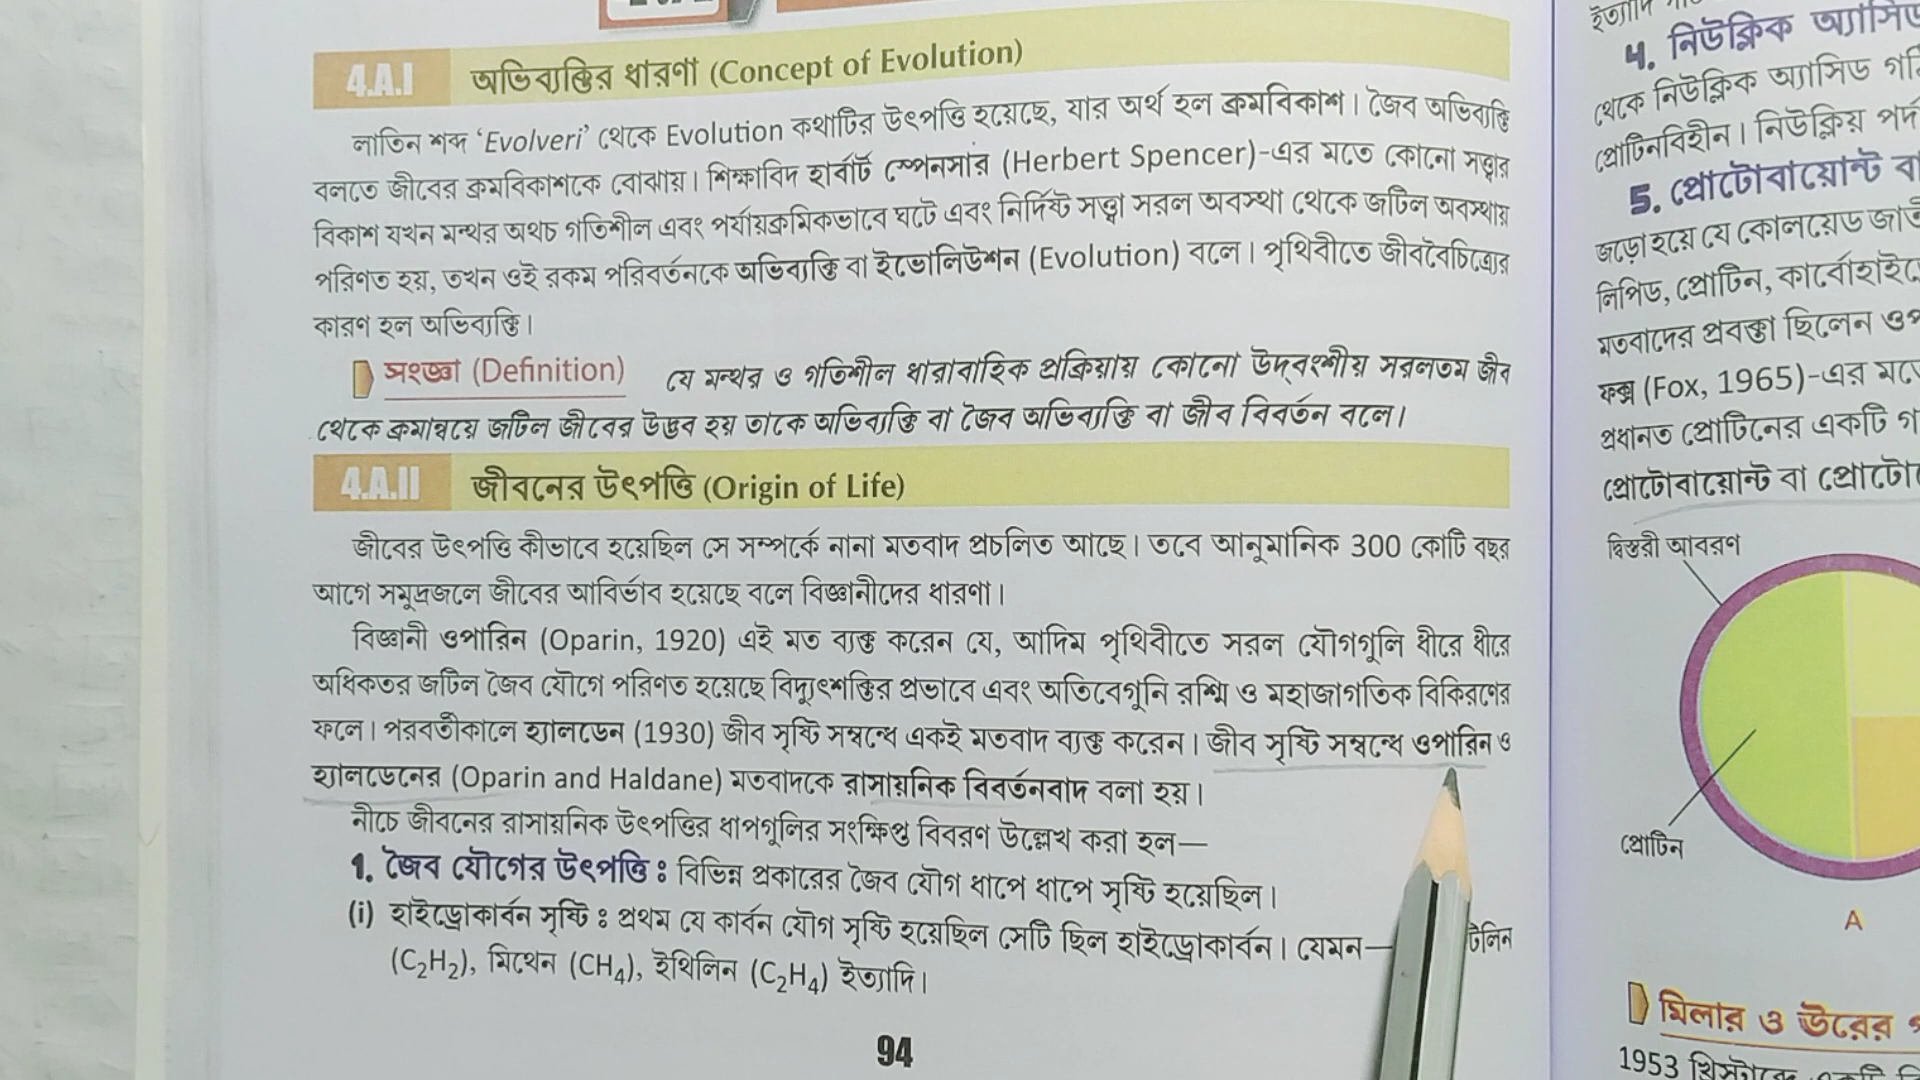 4.A.I অভিব্যক্তির ধারণা (Concept of Evolution)
লাতিন শব্দ ‘Evolveri’ থেকে Evolution কথাটির উৎপত্তি হয়েছে, যার অর্থ হল ক্রমবিকাশ। জৈব অভিব্যক্তি
বলতে জীবের ক্রমবিকাশকে বোঝায়। শিক্ষাবিদ হার্বার্ট স্পেনসার (Herbert Spencer)-এর মতে কোনো সত্ত্বার
বিকাশ যখন মন্থর অথচ গতিশীল এবং পর্যায়ক্রমিকভাবে ঘটে এবং নির্দিষ্ট সত্ত্বা সরল অবস্থা থেকে জটিল অবস্থায়
পরিণত হয়, তখন ওই রকম পরিবর্তনকে অভিব্যক্তি বা ইভোলিউশন (Evolution) বলে। পৃথিবীতে জীববৈচিত্র্যের
কারণ হল অভিব্যক্তি।
সংজ্ঞা (Definition) যে মন্থর ও গতিশীল ধারাবাহিক প্রক্রিয়ায় কোনো উদ্‌বংশীয় সরলতম জীব
থেকে ক্রমান্বয়ে জটিল জীবের উদ্ভব হয় তাকে অভিব্যক্তি বা জৈব অভিব্যক্তি বা জীব বিবর্তন বলে।
4.A.II জীবনের উৎপত্তি (Origin of Life)
জীবের উৎপত্তি কীভাবে হয়েছিল সে সম্পর্কে নানা মতবাদ প্রচলিত আছে। তবে আনুমানিক 300 কোটি বছর
আগে সমুদ্রজলে জীবের আবির্ভাব হয়েছে বলে বিজ্ঞানীদের ধারণা।
বিজ্ঞানী ওপারিন (Oparin, 1920) এই মত ব্যক্ত করেন যে, আদিম পৃথিবীতে সরল যৌগগুলি ধীরে ধীরে
অধিকতর জটিল জৈব যৌগে পরিণত হয়েছে বিদ্যুৎশক্তির প্রভাবে এবং অতিবেগুনি রশ্মি ও মহাজাগতিক বিকিরণের
ফলে। পরবর্তীকালে হ্যালডেন (1930) জীব সৃষ্টি সম্বন্ধে একই মতবাদ ব্যক্ত করেন। জীব সৃষ্টি সম্বন্ধে ওপারিন ও
হ্যালডেনের (Oparin and Haldane) মতবাদকে রাসায়নিক বিবর্তনবাদ বলা হয়।
নীচে জীবনের রাসায়নিক উৎপত্তির ধাপগুলির সংক্ষিপ্ত বিবরণ উল্লেখ করা হল—
1. জৈব যৌগের উৎপত্তি : বিভিন্ন প্রকারের জৈব যৌগ ধাপে ধাপে সৃষ্টি হয়েছিল।
(i) হাইড্রোকার্বন সৃষ্টি : প্রথম যে কার্বন যৌগ সৃষ্টি হয়েছিল সেটি ছিল হাইড্রোকার্বন। যেমন—
(C₂H₂), মিথেন (CH₄), ইথিলিন (C₂H₄) ইত্যাদি।
94
ইত্যাদি
4. নিউক্লিক অ্যাসিড
থেকে নিউক্লিক অ্যাসিড
প্রোটিনবিহীন। নিউক্লিয়
5. প্রোটোবায়োন্ট বা
জড়ো হয়ে যে কোলয়েড
লিপিড, প্রোটিন,
মতবাদের প্রবক্তা ছিলেন
ফক্স (Fox, 1965)-এর
প্রধানত প্রোটিনের একটি
প্রোটোবায়োন্ট বা
দ্বিস্তরী আবরণ
প্রোটিন
A
মিলার ও উরের
1953